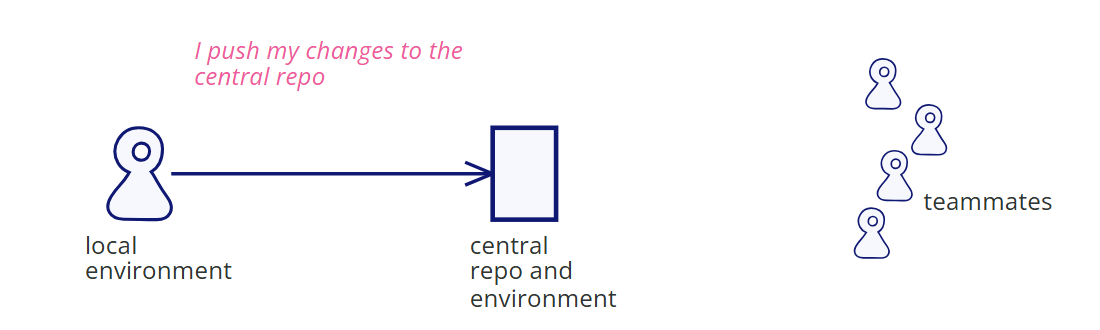 I push my changes to the
central repo
local
environment
central
repo and
environment
teammates